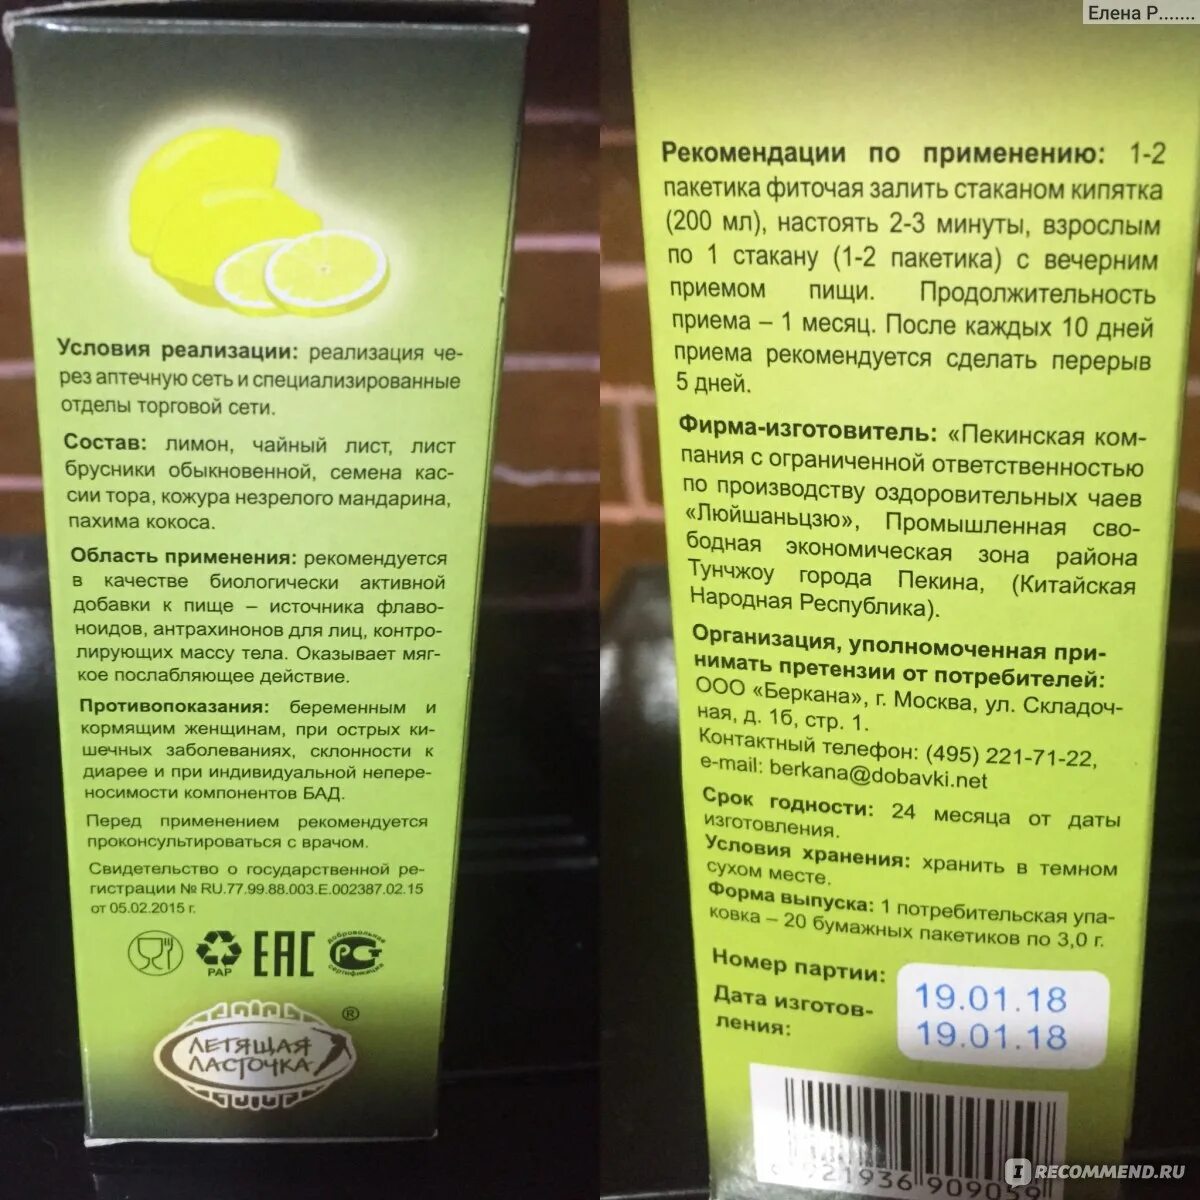 Елена Р.......
Условия реализации: реализация че-
рез аптечную сеть и специализированные
отделы торговой сети.
Состав: лимон, чайный лист, лист
брусники обыкновенной, семена кас-
сии тора, кожура незрелого мандарина,
пахима кокоса.
Область применения: рекомендуется
в качестве биологически активной
добавки к пище – источника флаво-
ноидов, антрахинонов для лиц, контро-
лирующих массу тела. Оказывает мяг-
кое послабляющее действие.
Противопоказания: беременным и
кормящим женщинам, при острых ки-
шечных заболеваниях, склонности к
диарее и при индивидуальной непере-
носимости компонентов БАД.
Перед применением рекомендуется
проконсультироваться с врачом.
Свидетельство о государственной ре-
гистрации № RU.77.99.88.003.Е.002387.02.15
от 05.02.2015 г.
PAP
ЕАС
Добровольная
РСТ
сертификация
ЛЕТЯЩАЯ
ЛАСТОЧКА
®
Рекомендации по применению: 1-2
пакетика фиточая залить стаканом кипятка
(200 мл), настоять 2-3 минуты, взрослым
по 1 стакану (1-2 пакетика) с вечерним
приемом пищи. Продолжительность
приема – 1 месяц. После каждых 10 дней
приема рекомендуется сделать перерыв
5 дней.
Фирма-изготовитель: «Пекинская ком-
пания с ограниченной ответственностью
по производству оздоровительных чаев
«Люйшаньцзю», Промышленная сво-
бодная экономическая зона района
Тунчжоу города Пекина, (Китайская
Народная Республика).
Организация, уполномоченная при-
нимать претензии от потребителей:
ООО «Беркана», г. Москва, ул. Складоч-
ная, д. 1б, стр. 1.
Контактный телефон: (495) 221-71-22,
e-mail: berkana@dobavki.net
Срок годности: 24 месяца от даты
изготовления.
Условия хранения: хранить в темном
сухом месте.
Форма выпуска: 1 потребительская упа-
ковка – 20 бумажных пакетиков по 3,0 г.
Номер партии: 19.01.18
Дата изготов-
ления: 19.01.18
921936 909059
IRECOMMEND.RU